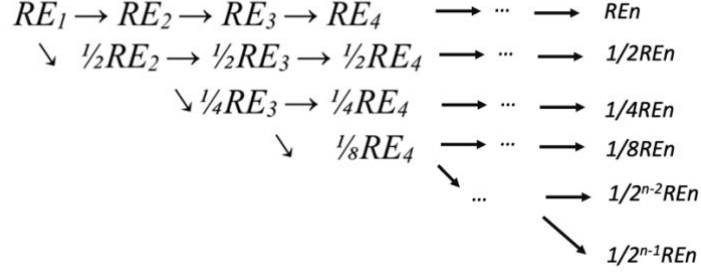 RE₁ → RE₂ → RE₃ → RE₄ → ... → REn
↘ ½RE₂ → ½RE₃ → ½RE₄ → ... → 1/2REn
↘ ¼RE₃ → ¼RE₄ → ... → 1/4REn
↘ ⅛RE₄ → ... → 1/8REn
↘ ... → 1/2ⁿ⁻²REn
↘ 1/2ⁿ⁻¹REn